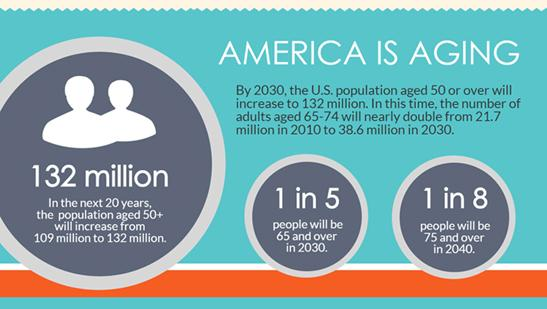 AMERICA IS AGING
By 2030, the U.S. population aged 50 or over will
increase to 132 million. In this time, the number of
adults aged 65-74 will nearly double from 21.7
million in 2010 to 38.6 million in 2030.
132 million
In the next 20 years,
the population aged 50+
will increase from
109 million to 132 million.
1 in 5
people will be
65 and over
in 2030.
1 in 8
people will be
75 and over
in 2040.